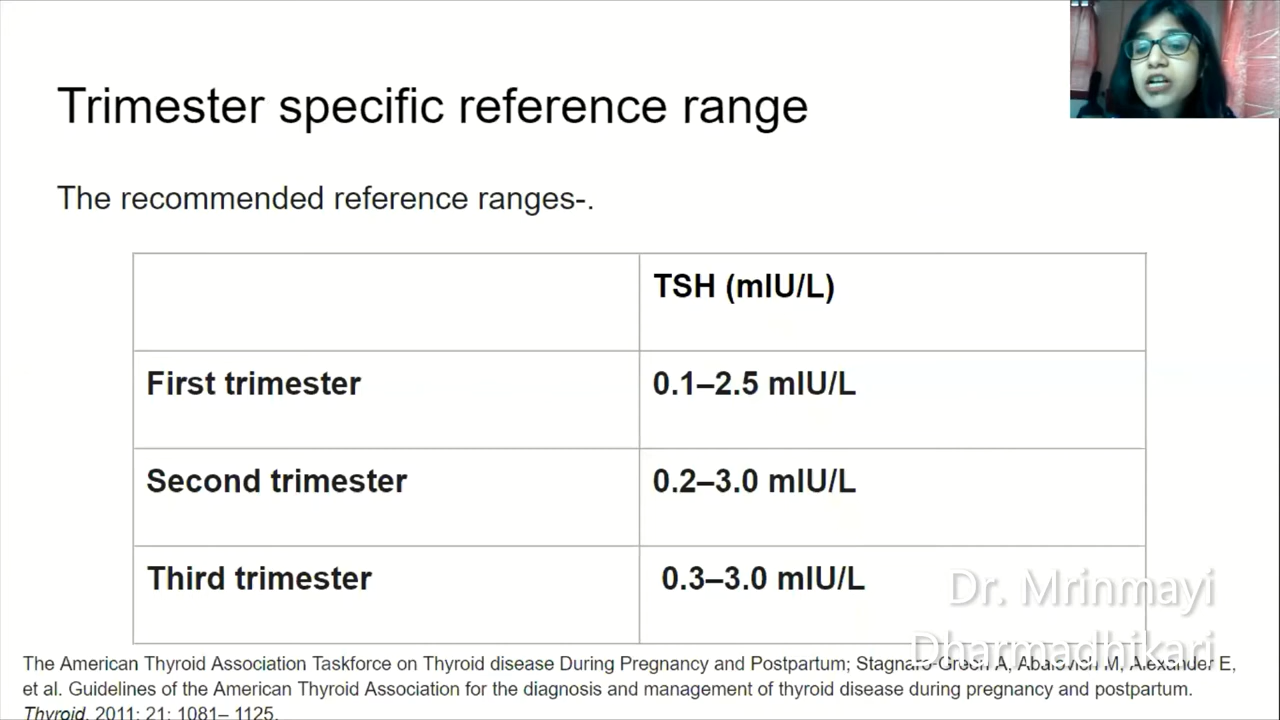 Trimester specific reference range
The recommended reference ranges-.
TSH (mIU/L)
First trimester 0.1–2.5 mIU/L
Second trimester 0.2–3.0 mIU/L
Third trimester 0.3–3.0 mIU/L
Dr. Mrinmayi
Dharmadhikari
The American Thyroid Association Taskforce on Thyroid disease During Pregnancy and Postpartum; Stagnaro-Green A, Abalovich M, Alexander E,
et al. Guidelines of the American Thyroid Association for the diagnosis and management of thyroid disease during pregnancy and postpartum.
Thyroid. 2011; 21: 1081– 1125.